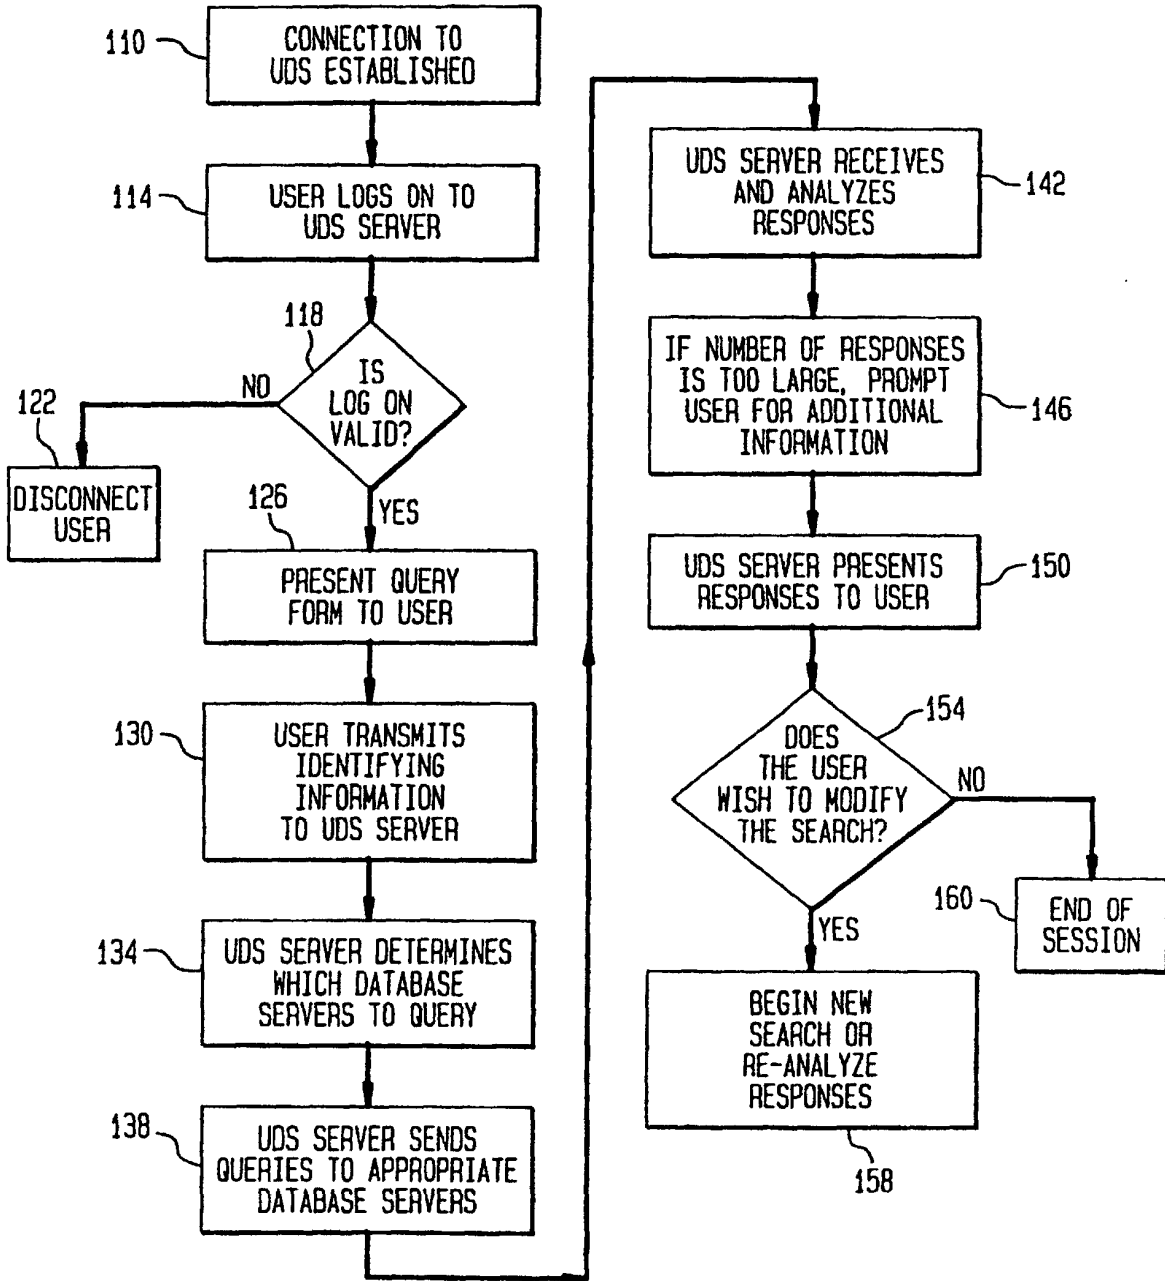 110
CONNECTION TO
UDS ESTABLISHED
114
USER LOGS ON TO
UDS SERVER
118
IS
LOG ON
VALID?
NO
122
DISCONNECT
USER
YES
126
PRESENT QUERY
FORM TO USER
130
USER TRANSMITS
IDENTIFYING
INFORMATION
TO UDS SERVER
134
UDS SERVER DETERMINES
WHICH DATABASE
SERVERS TO QUERY
138
UDS SERVER SENDS
QUERIES TO APPROPRIATE
DATABASE SERVERS
UDS SERVER RECEIVES
AND ANALYZES
RESPONSES
142
IF NUMBER OF RESPONSES
IS TOO LARGE, PROMPT
USER FOR ADDITIONAL
INFORMATION
146
UDS SERVER PRESENTS
RESPONSES TO USER
150
154
DOES
THE USER
WISH TO MODIFY
THE SEARCH?
NO
160
END OF
SESSION
YES
BEGIN NEW
SEARCH OR
RE-ANALYZE
RESPONSES
158